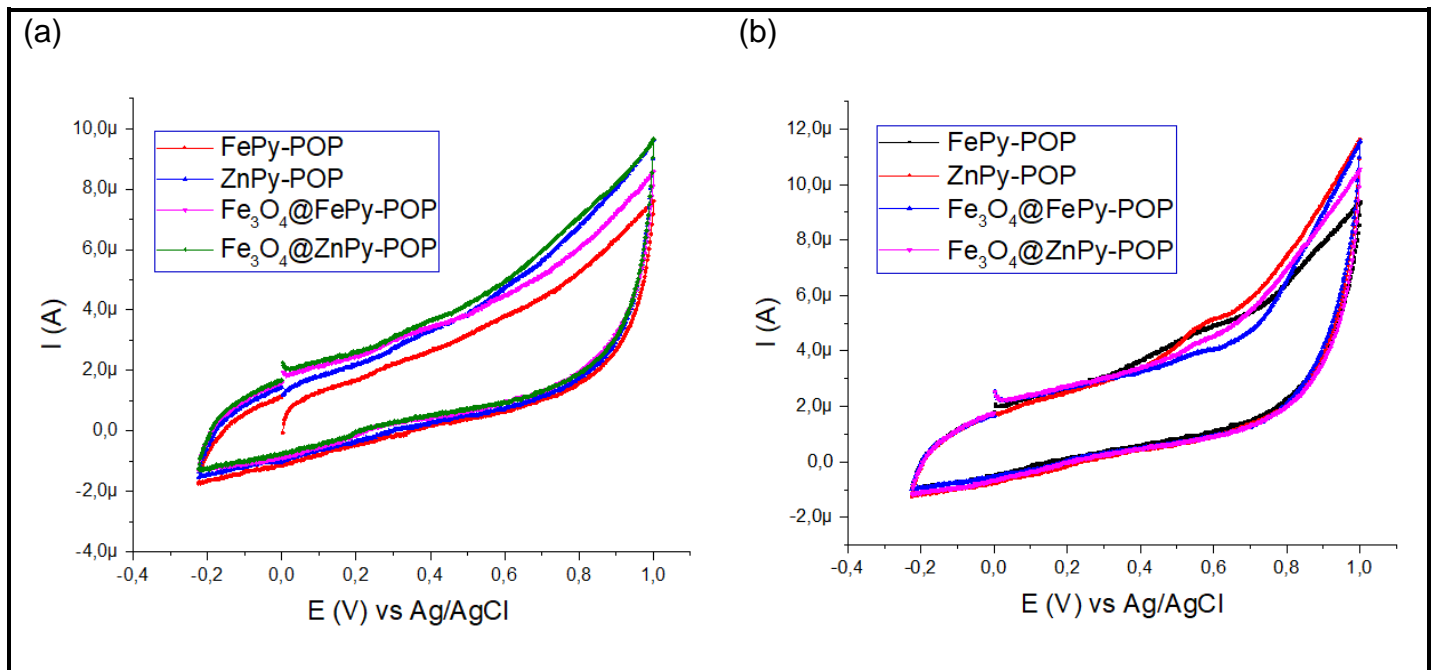 (a)
(b)
10,0µ
8,0µ
6,0µ
4,0µ
2,0µ
0,0
-2,0µ
-4,0µ
I (A)
FePy-POP
ZnPy-POP
Fe₃O₄@FePy-POP
Fe₃O₄@ZnPy-POP
-0,4 -0,2 0,0 0,2 0,4 0,6 0,8 1,0
E (V) vs Ag/AgCl
12,0µ
10,0µ
8,0µ
6,0µ
4,0µ
2,0µ
0,0
-2,0µ
I (A)
FePy-POP
ZnPy-POP
Fe₃O₄@FePy-POP
Fe₃O₄@ZnPy-POP
-0,4 -0,2 0,0 0,2 0,4 0,6 0,8 1,0
E (V) vs Ag/AgCl